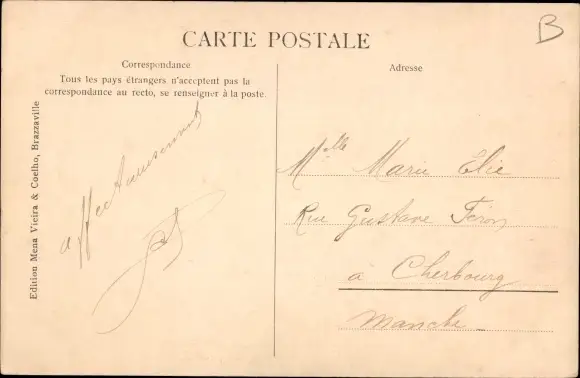 CARTE POSTALE
B
Correspondance
Tous les pays étrangers n'acceptent pas la
correspondance au recto, se renseigner à la poste.
Adresse
Edition Mena Vieira & Coelho, Brazzaville
affectueusement
Mlle Marie Elie
Rue Gustave
à Cherbourg
Manche